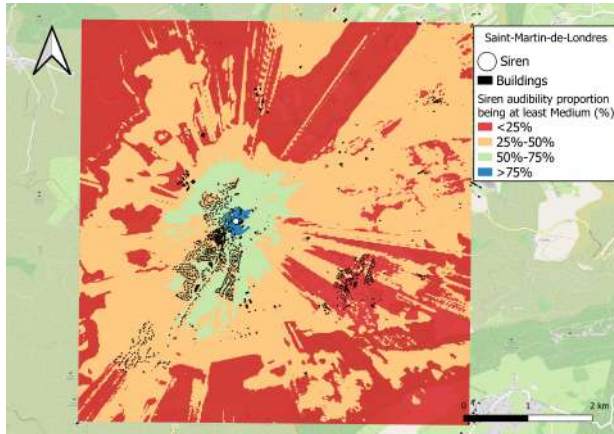 Saint-Martin-de-Londres
Siren
Buildings
Siren audibility proportion
being at least Medium (%)
<25%
25%-50%
50%-75%
>75%
0 1 2 km